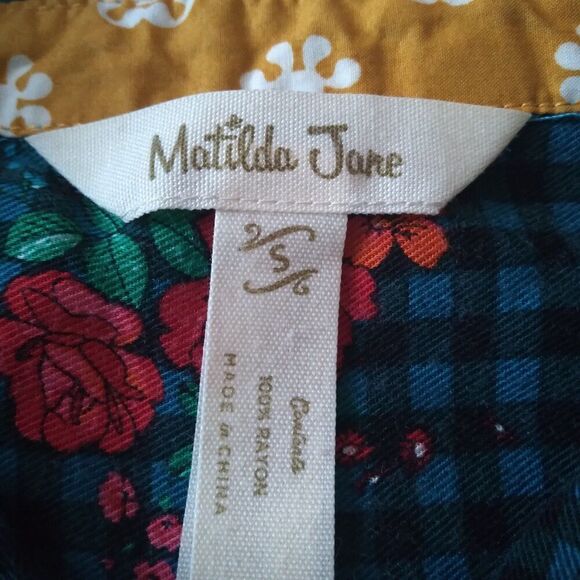 Matilda Jane
S
Contents
100% RAYON
MADE in CHINA